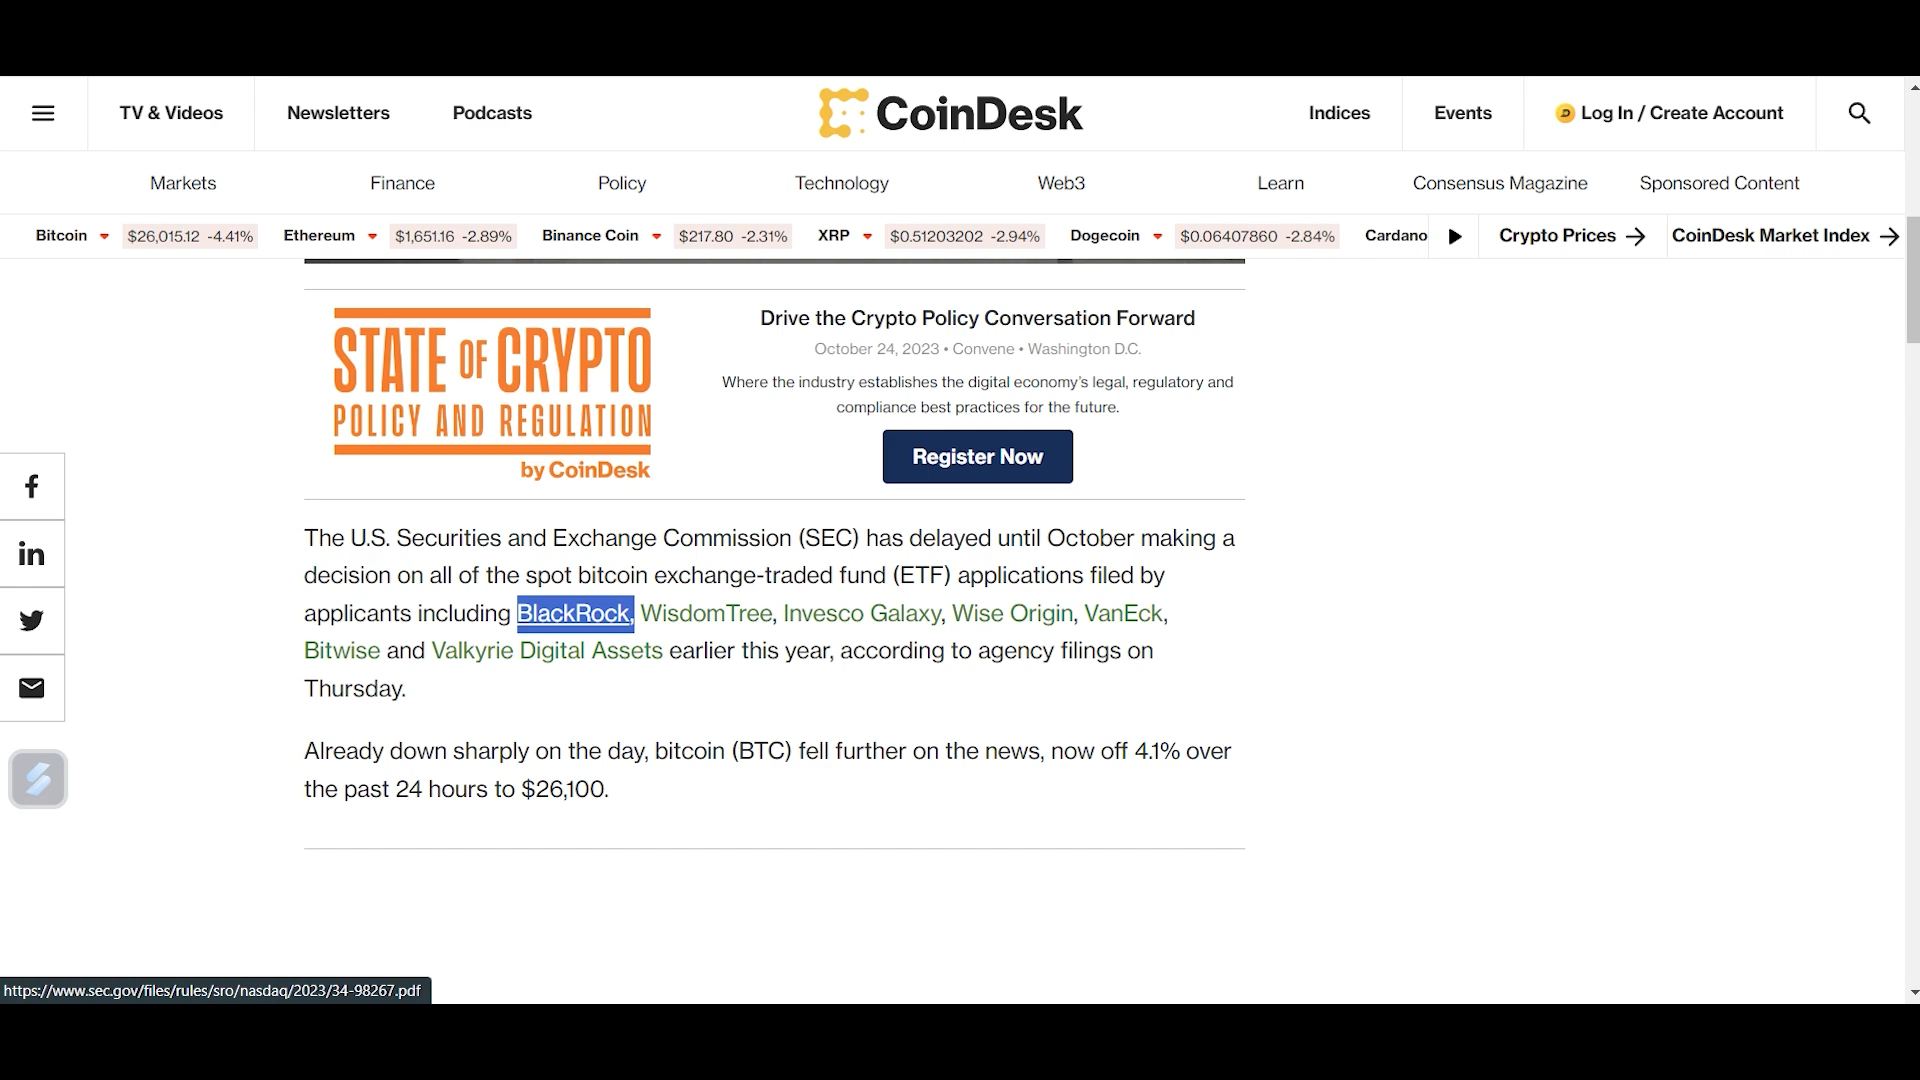 TV & Videos
Newsletters
Podcasts
CoinDesk
Indices
Events
Log In / Create Account
Markets
Finance
Policy
Technology
Web3
Learn
Consensus Magazine
Sponsored Content
Bitcoin $26,015.12 -4.41% Ethereum $1,651.16 -2.89% Binance Coin $217.80 -2.31% XRP $0.51203202 -2.94% Dogecoin $0.06407860 -2.84% Cardano
Crypto Prices
CoinDesk Market Index
STATE OF CRYPTO
POLICY AND REGULATION
by CoinDesk
Drive the Crypto Policy Conversation Forward
October 24, 2023 • Convene • Washington D.C.
Where the industry establishes the digital economy's legal, regulatory and
compliance best practices for the future.
Register Now
The U.S. Securities and Exchange Commission (SEC) has delayed until October making a
decision on all of the spot bitcoin exchange-traded fund (ETF) applications filed by
applicants including BlackRock, WisdomTree, Invesco Galaxy, Wise Origin, VanEck,
Bitwise and Valkyrie Digital Assets earlier this year, according to agency filings on
Thursday.
Already down sharply on the day, bitcoin (BTC) fell further on the news, now off 4.1% over
the past 24 hours to $26,100.
https://www.sec.gov/files/rules/sro/nasdaq/2023/34-98267.pdf